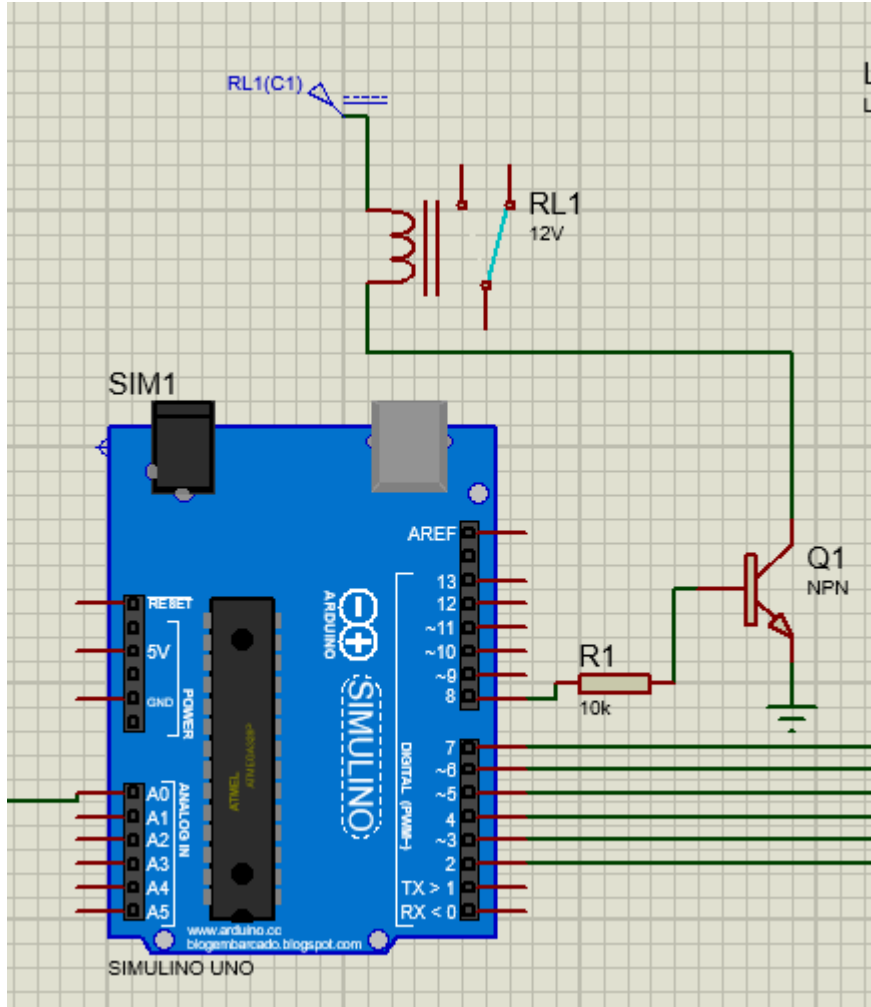 RL1(C1)
L
L
RL1
12V
SIM1
AREF
13
12
~11
~10
~9
8
7
~6
~5
4
~3
2
TX > 1
RX < 0
RESET
5V
GND
POWER
A0
A1
A2
A3
A4
A5
ANALOG IN
ATMEL
ARDUINO
SIMULINO
DIGITAL (PWM~)
www.arduino.cc
blogembarcado.blogspot.com
SIMULINO UNO
R1
10k
Q1
NPN